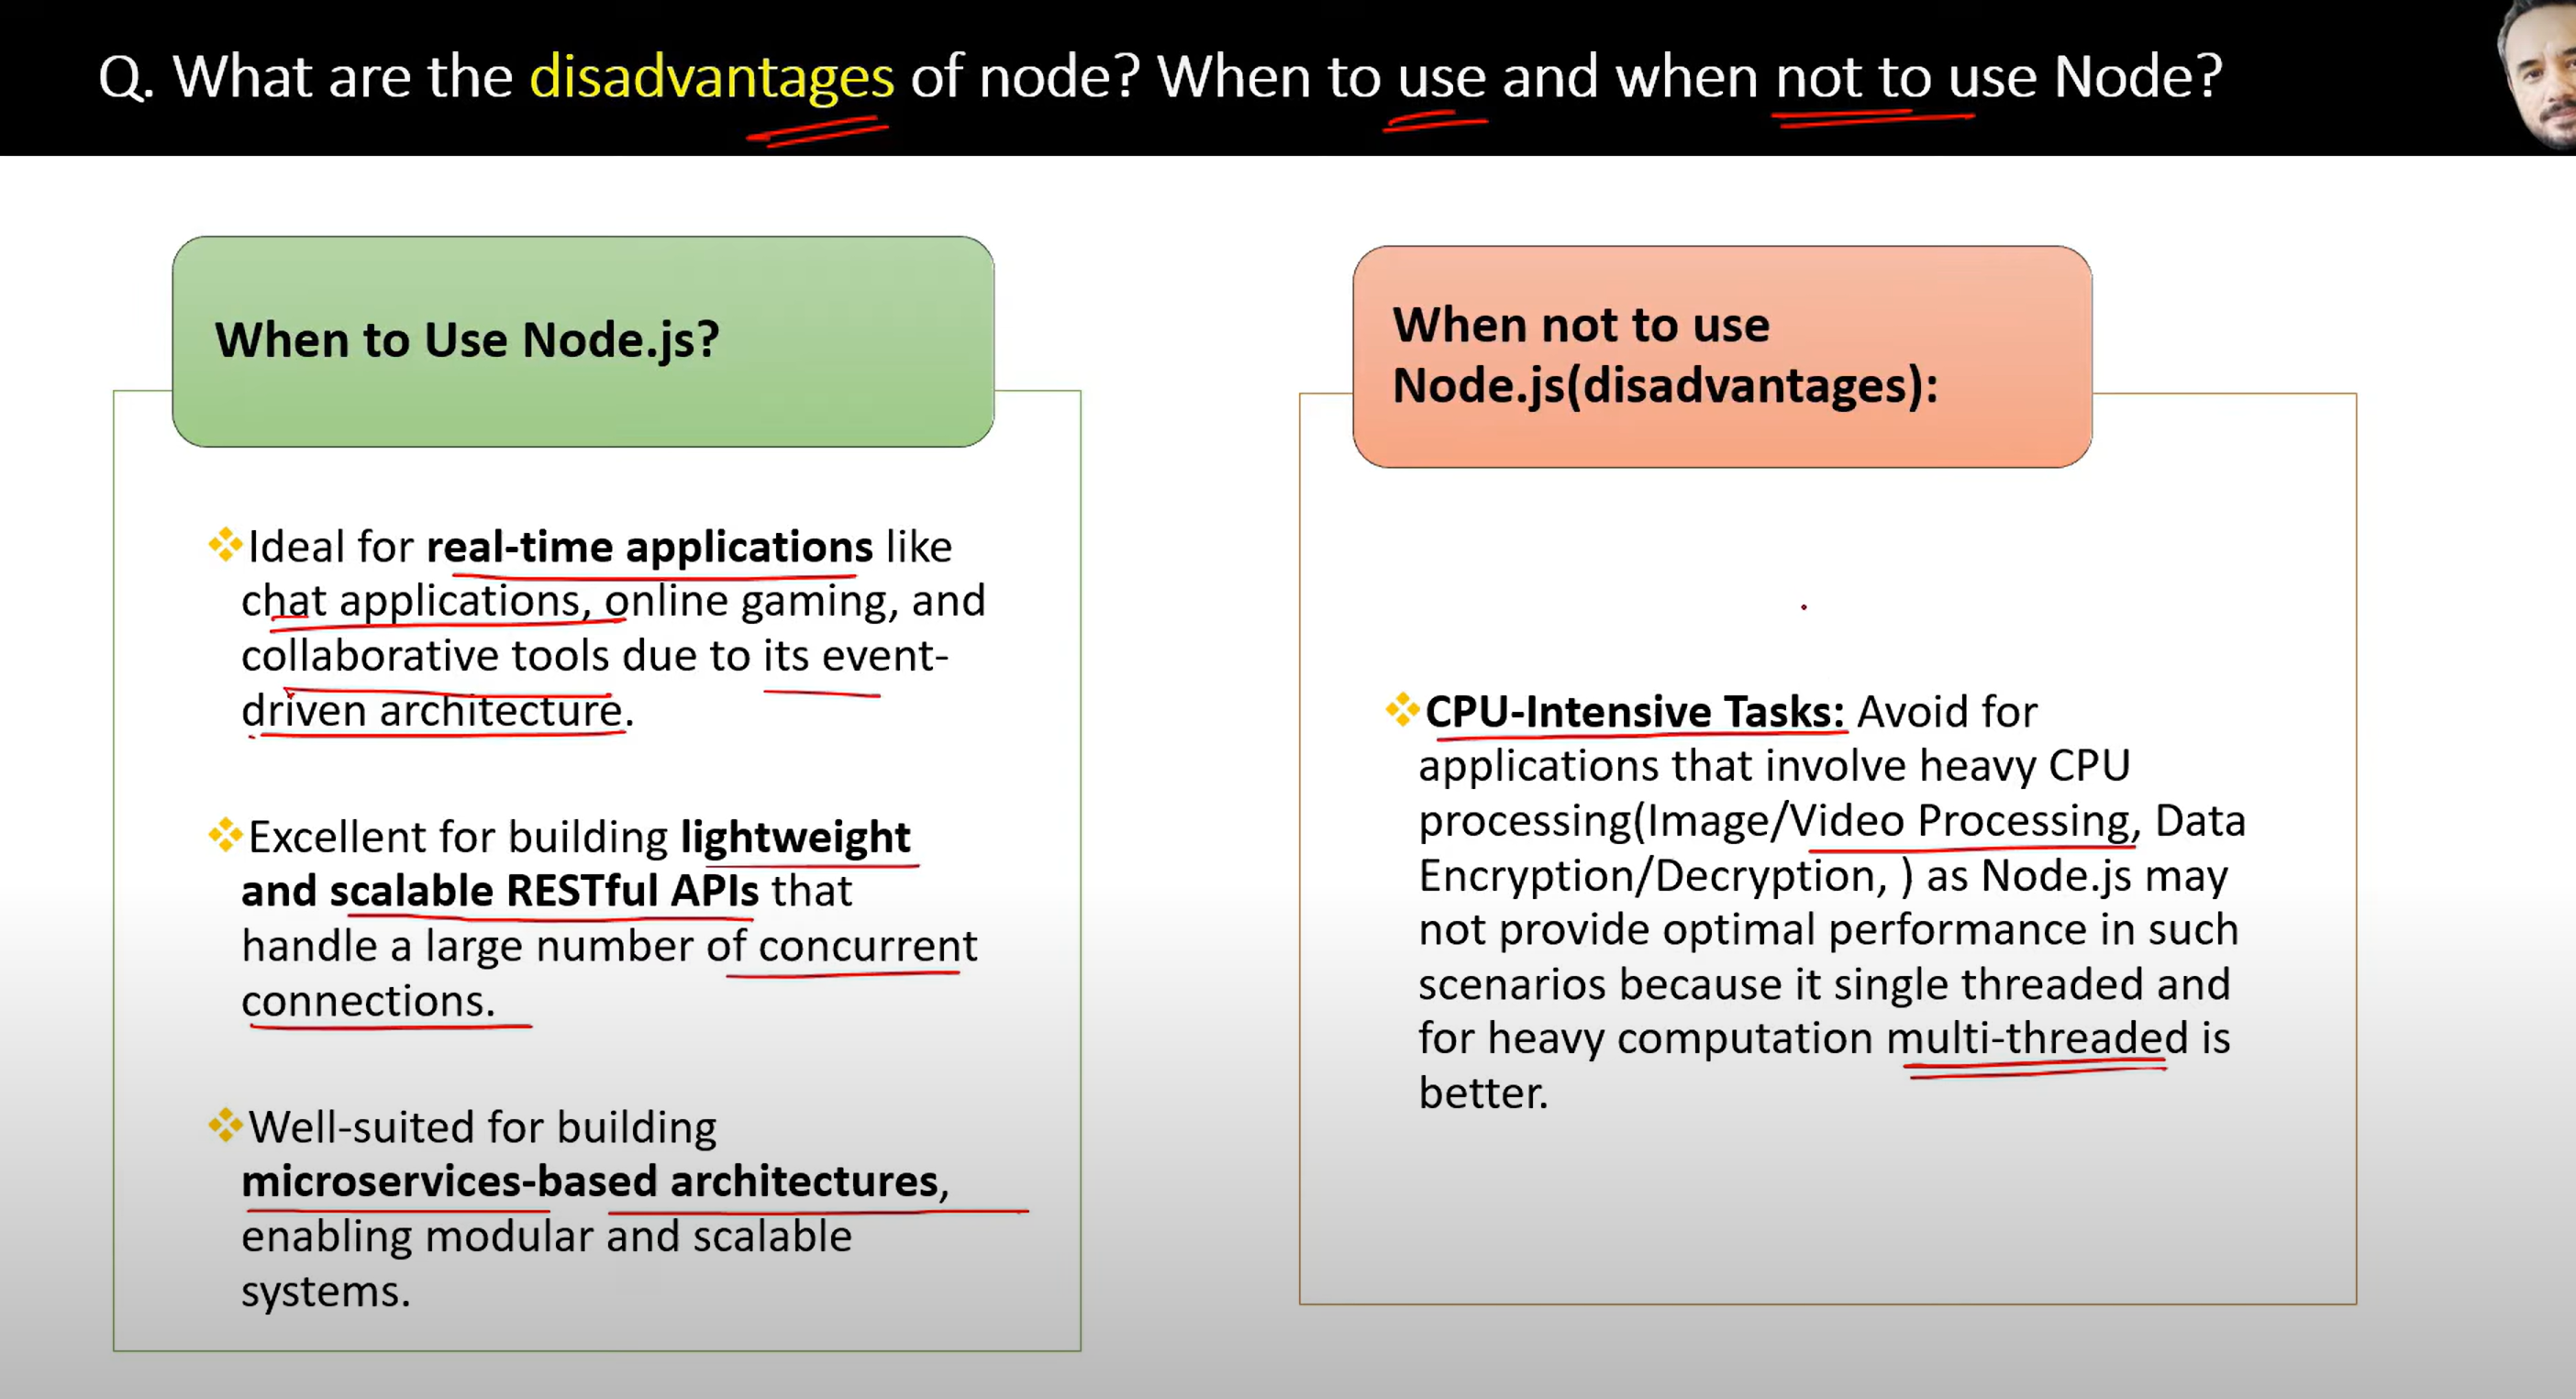 Q. What are the disadvantages of node? When to use and when not to use Node?
When to Use Node.js?
Ideal for real-time applications like
chat applications, online gaming, and
collaborative tools due to its event-
driven architecture.
Excellent for building lightweight
and scalable RESTful APIs that
handle a large number of concurrent
connections.
Well-suited for building
microservices-based architectures,
enabling modular and scalable
systems.
When not to use
Node.js(disadvantages):
CPU-Intensive Tasks: Avoid for
applications that involve heavy CPU
processing(Image/Video Processing, Data
Encryption/Decryption, ) as Node.js may
not provide optimal performance in such
scenarios because it single threaded and
for heavy computation multi-threaded is
better.